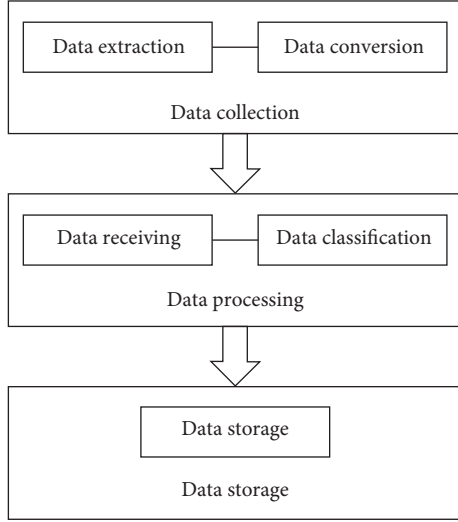 Data extraction
Data conversion
Data collection
Data receiving
Data classification
Data processing
Data storage
Data storage